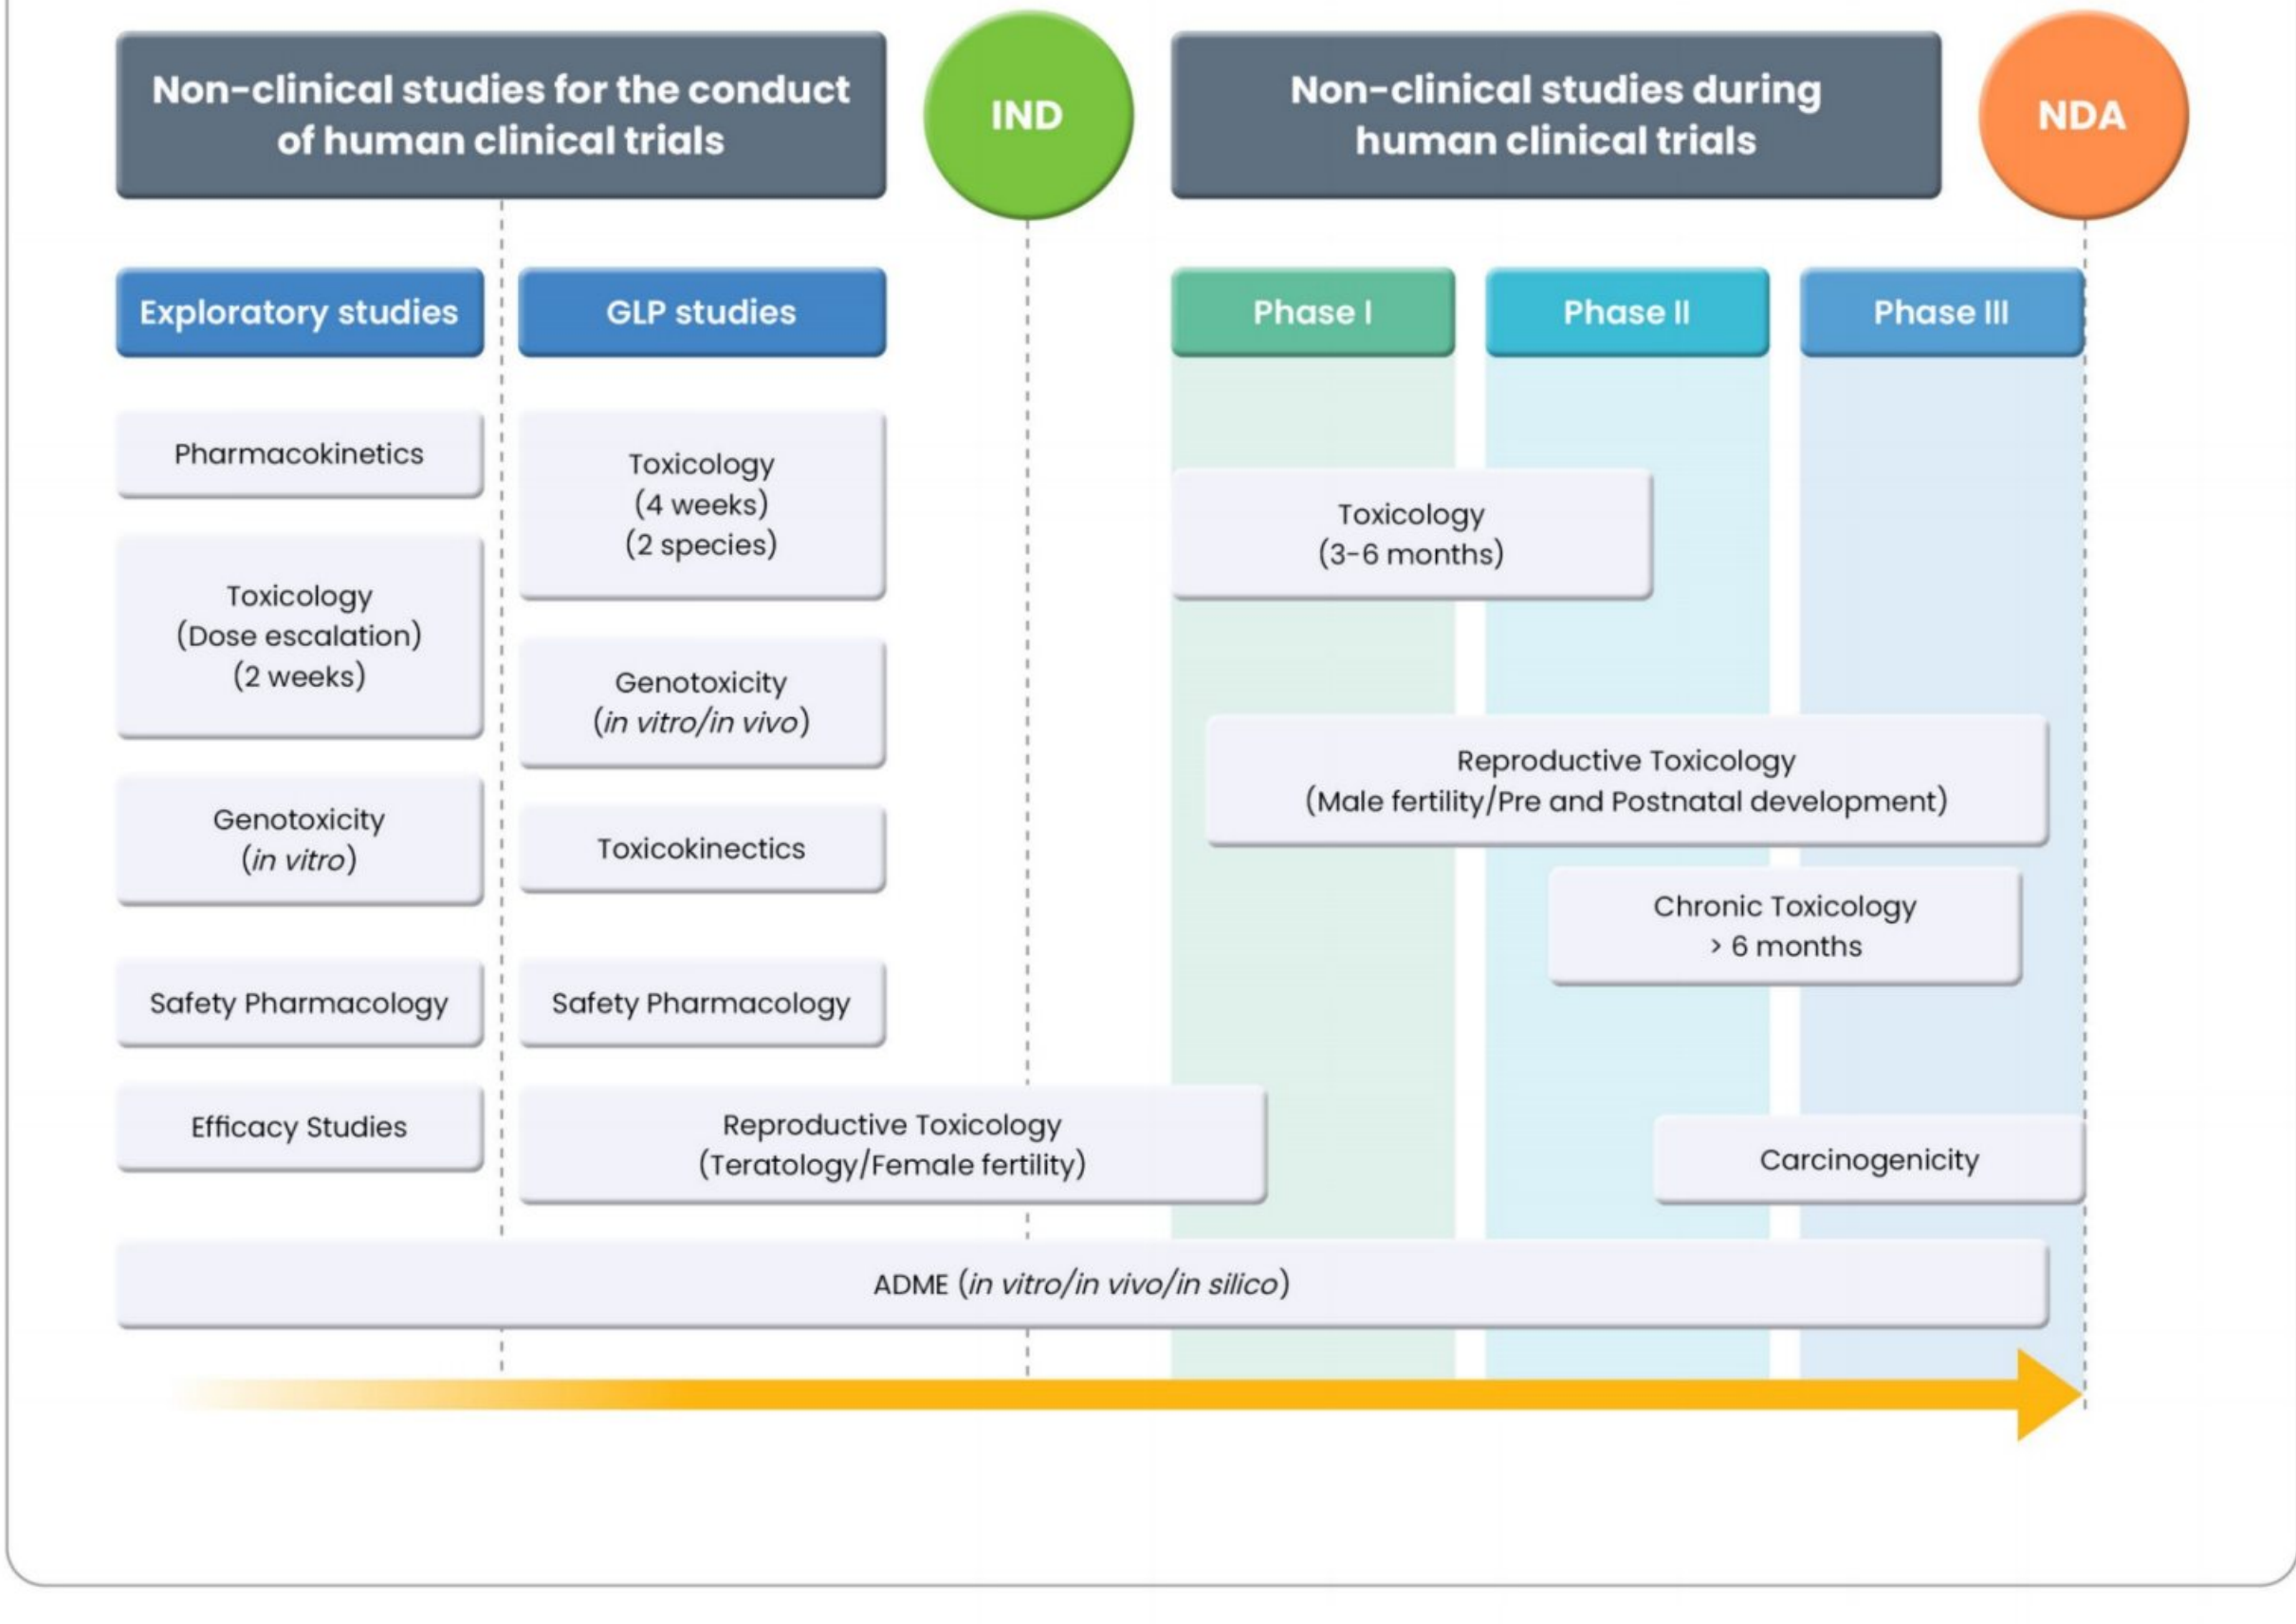 Non-clinical studies for the conduct
of human clinical trials
IND
Non-clinical studies during
human clinical trials
NDA
Exploratory studies
GLP studies
Phase I
Phase II
Phase III
Pharmacokinetics
Toxicology
(Dose escalation)
(2 weeks)
Genotoxicity
(in vitro)
Safety Pharmacology
Efficacy Studies
Toxicology
(4 weeks)
(2 species)
Genotoxicity
(in vitro/in vivo)
Toxicokinectics
Safety Pharmacology
Reproductive Toxicology
(Teratology/Female fertility)
Toxicology
(3-6 months)
Reproductive Toxicology
(Male fertility/Pre and Postnatal development)
Chronic Toxicology
> 6 months
Carcinogenicity
ADME (in vitro/in vivo/in silico)